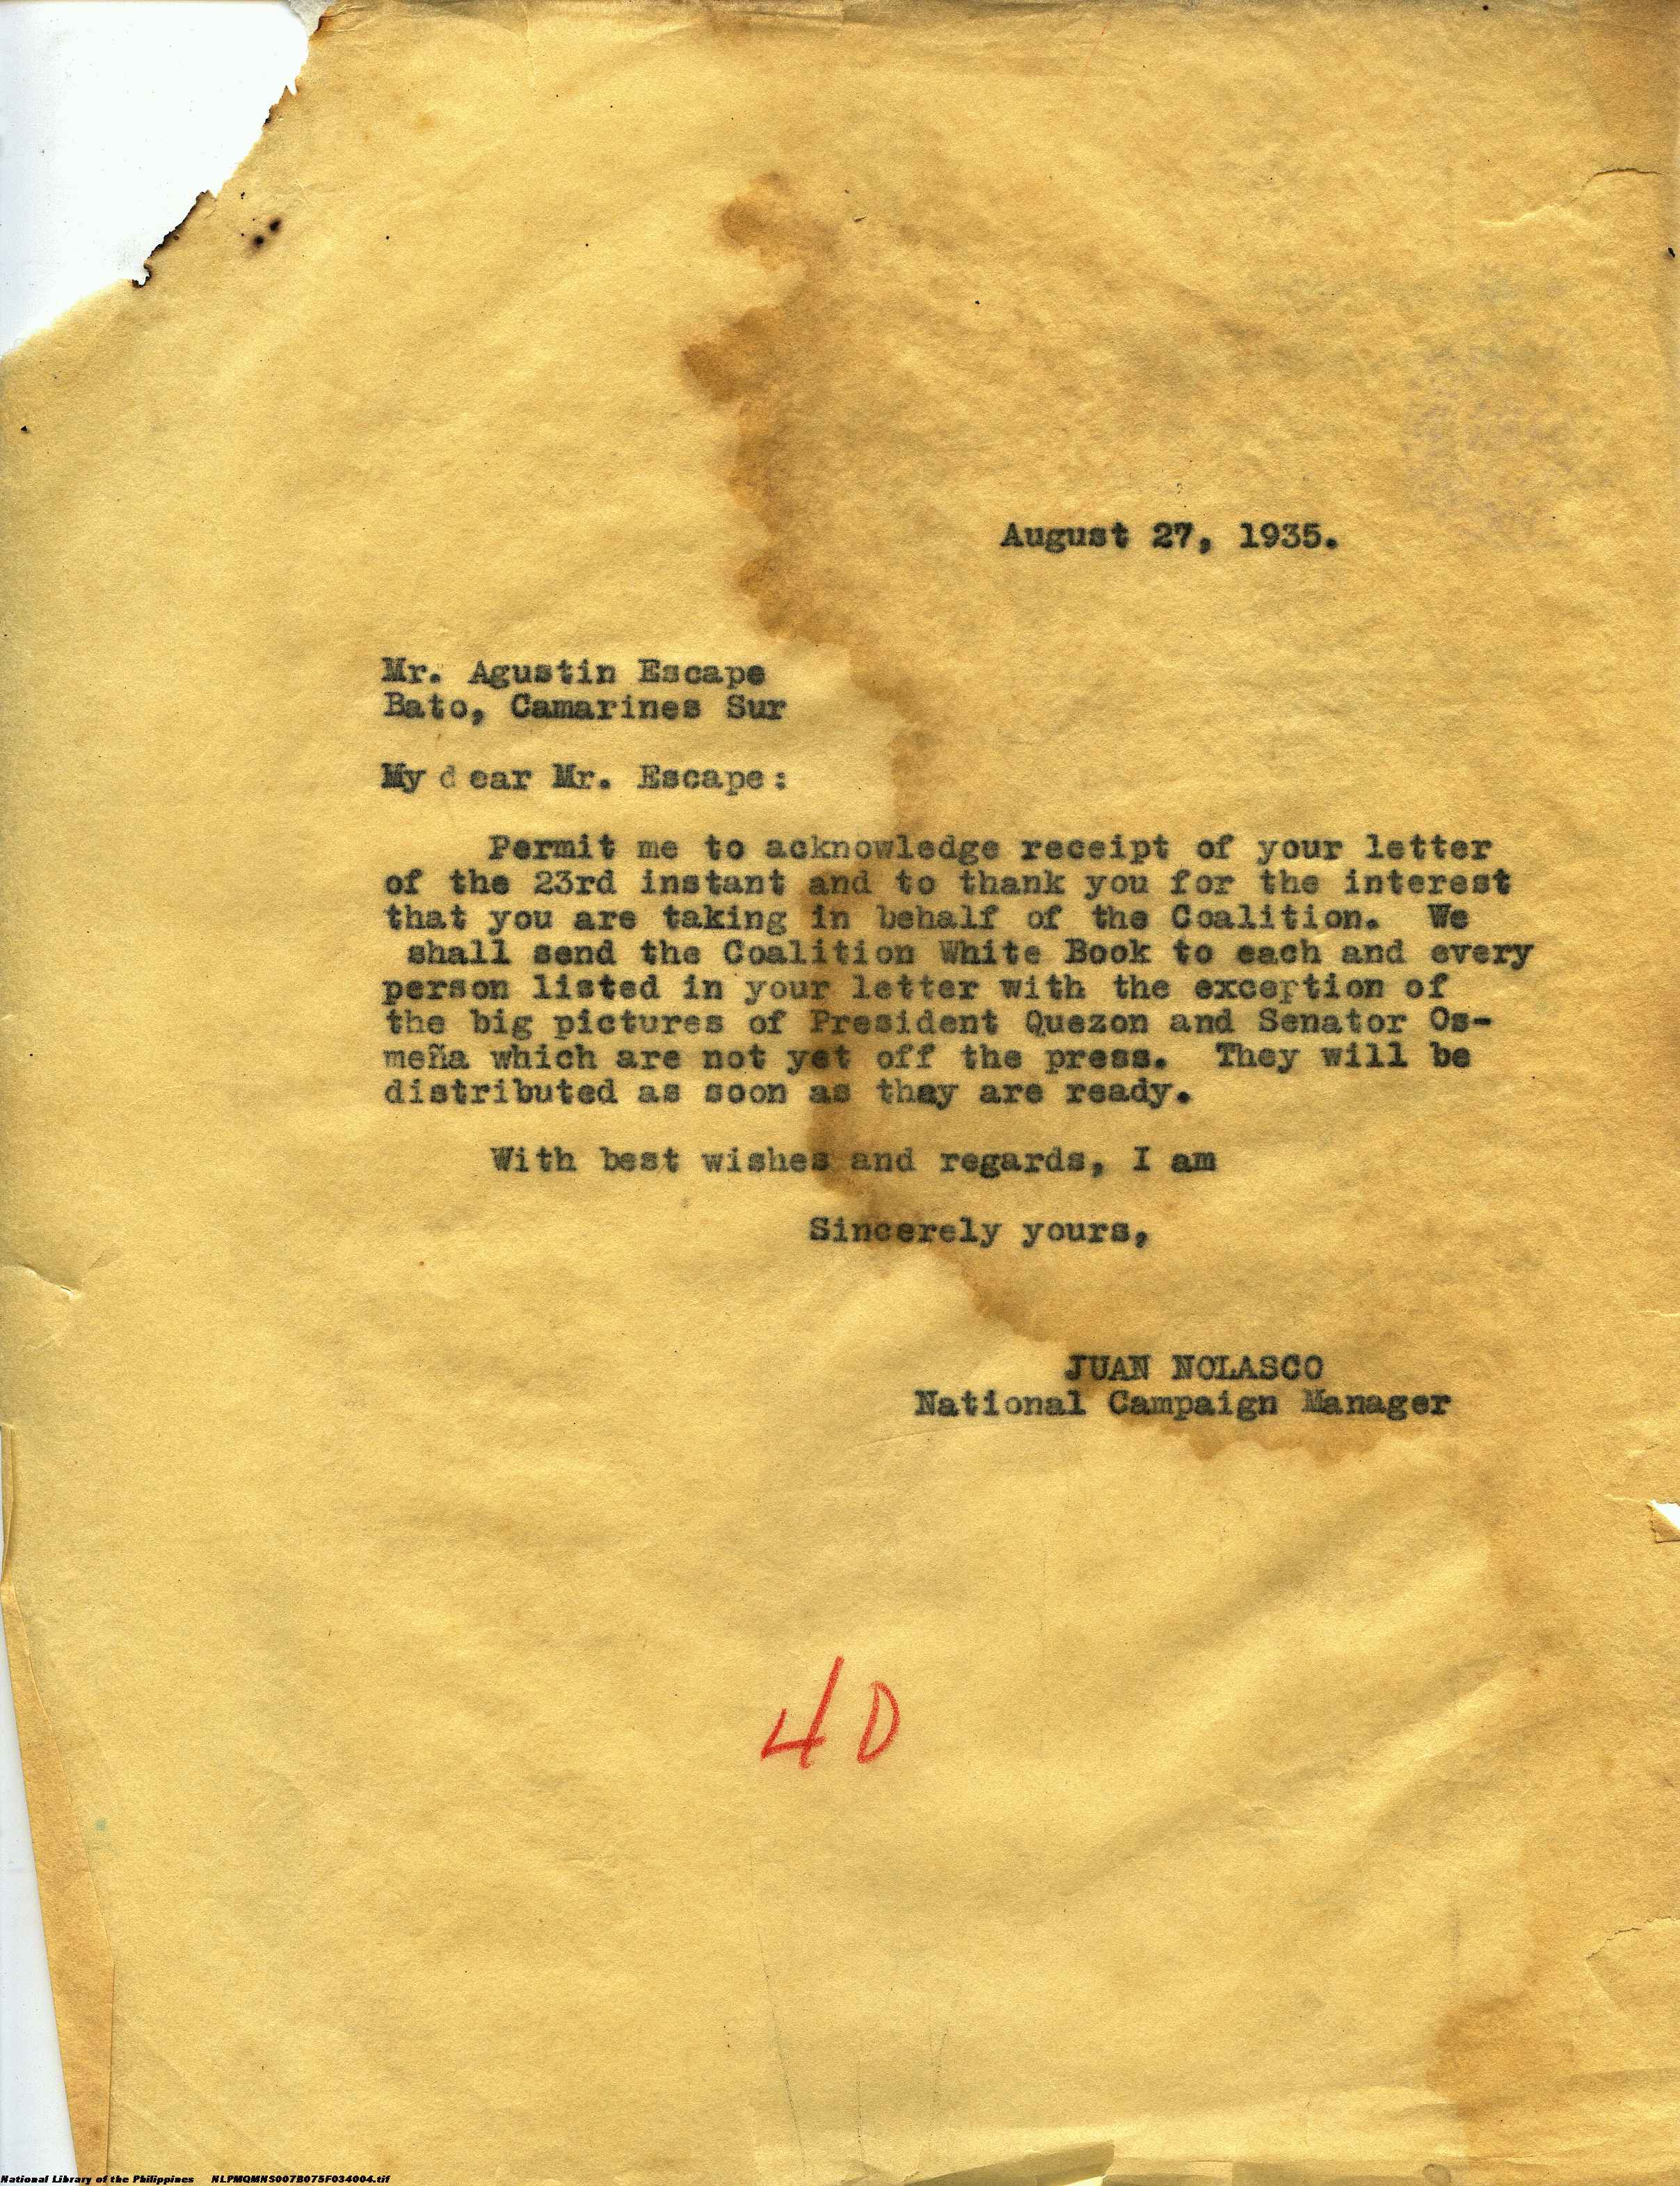 August 27, 1935.
Mr. Agustin Escape
Bato, Camarines Sur
My dear Mr. Escape:
Permit me to acknowledge receipt of your letter
of the 23rd instant and to thank you for the interest
that you are taking in behalf of the Coalition. We
shall send the Coalition White Book to each and every
person listed in your letter with the exception of
the big pictures of President Quezon and Senator Os-
meña which are not yet off the press. They will be
distributed as soon as they are ready.
With best wishes and regards, I am
Sincerely yours,
JUAN NOLASCO
National Campaign Manager
4D
National Library of the Philippines NLPMQMNS007B075F034004.tif